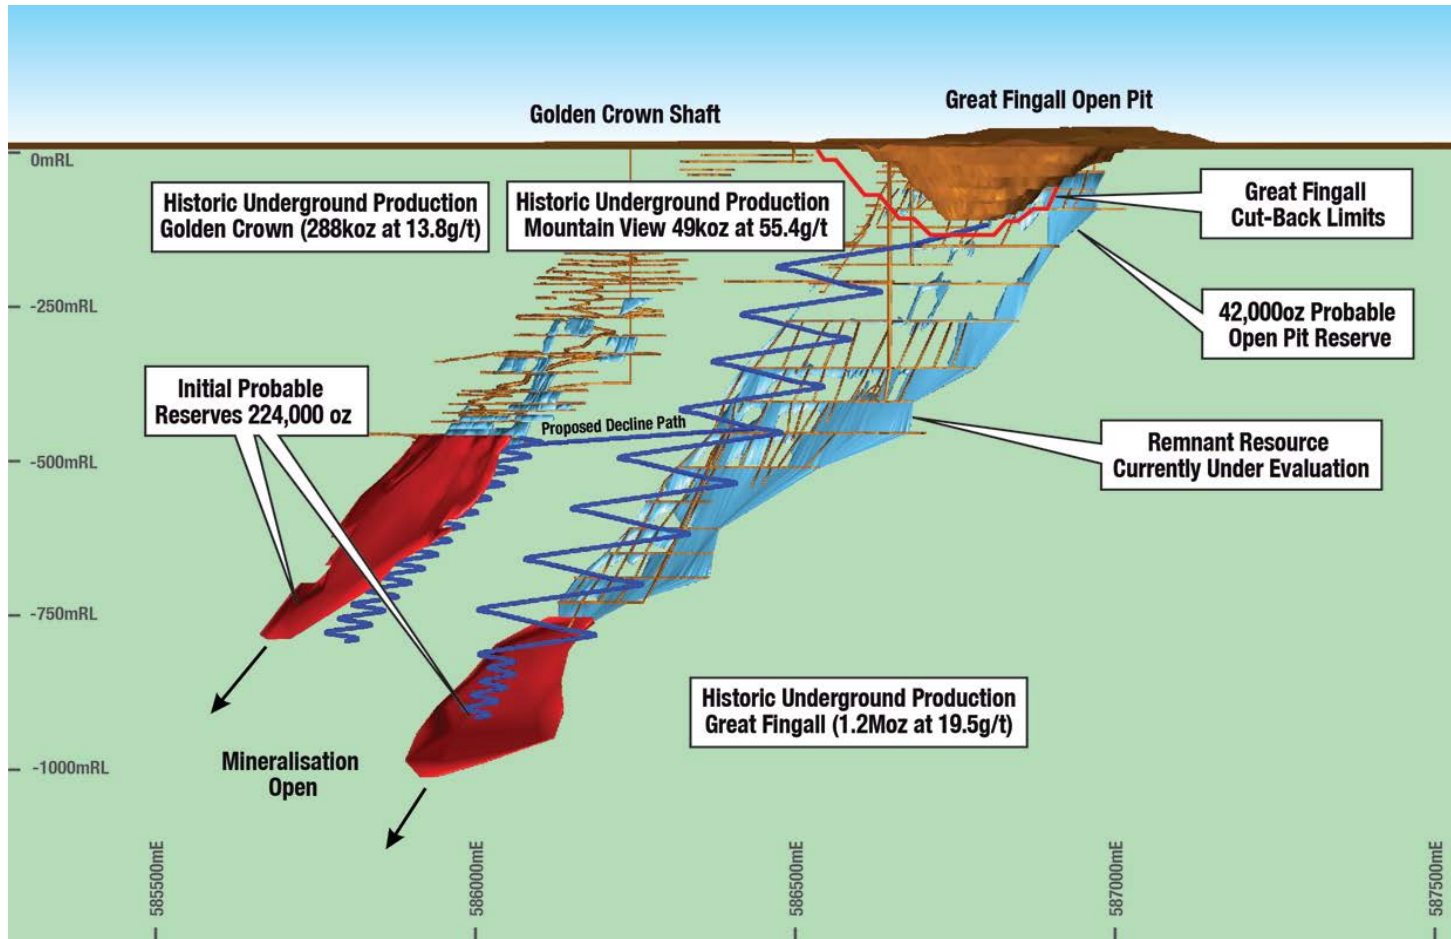 Golden Crown Shaft
Great Fingall Open Pit
0mRL
Historic Underground Production
Golden Crown (288koz at 13.8g/t)
Historic Underground Production
Mountain View 49koz at 55.4g/t
Great Fingall
Cut-Back Limits
-250mRL
42,000oz Probable
Open Pit Reserve
Initial Probable
Reserves 224,000 oz
Proposed Decline Path
Remnant Resource
Currently Under Evaluation
-500mRL
-750mRL
Historic Underground Production
Great Fingall (1.2Moz at 19.5g/t)
Mineralisation
Open
-1000mRL
585500mE
586000mE
586500mE
587000mE
587500mE